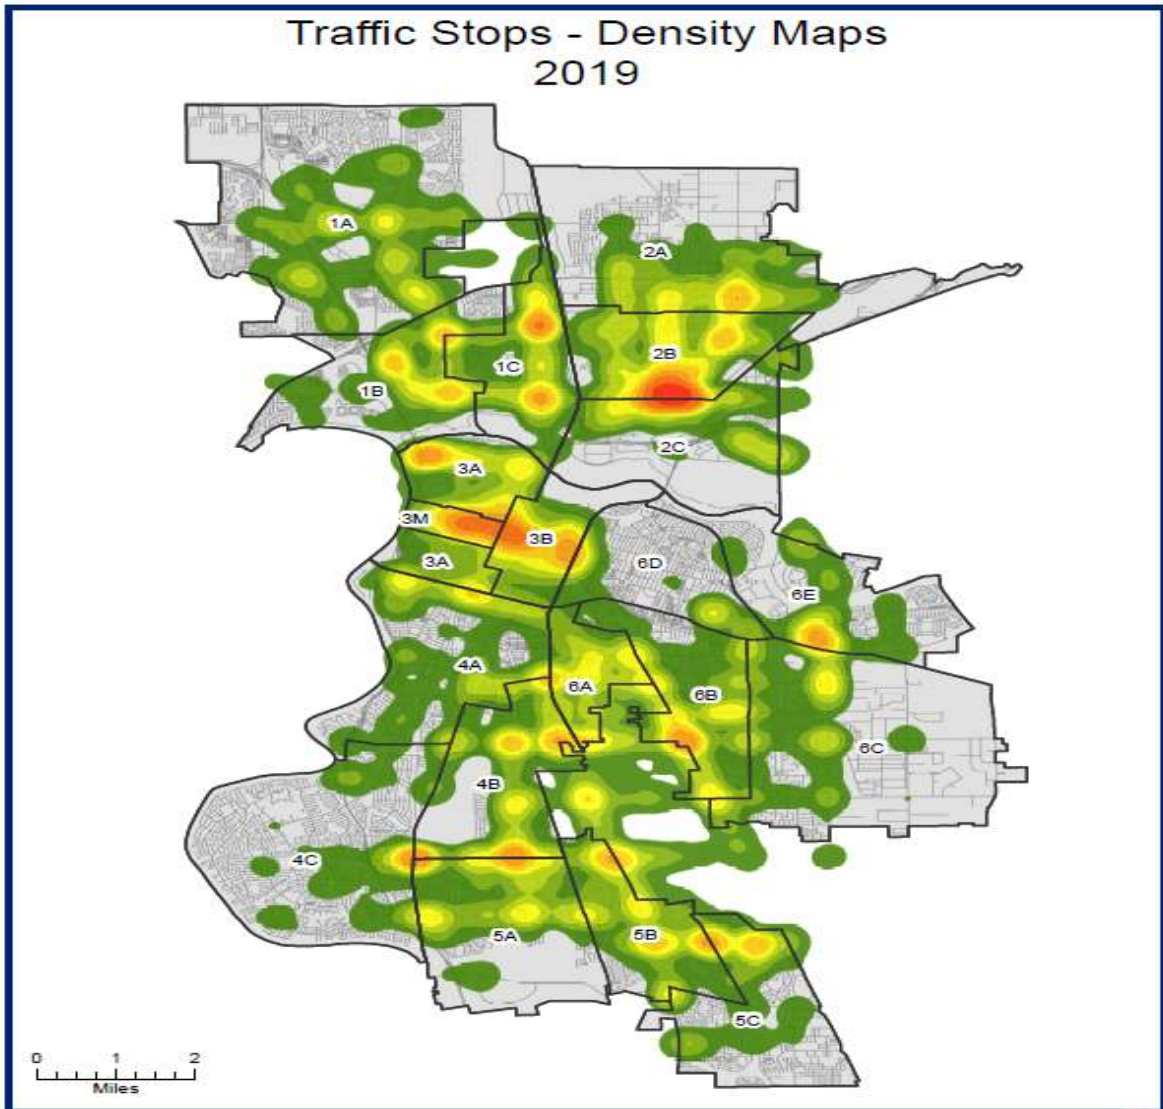 Traffic Stops - Density Maps
2019
1A
2A
2B
1C
1B
2C
3A
3M
3B
3A
6D
6E
4A
6A
6B
6C
4B
4C
5A
5B
5C
0 1 2
Miles